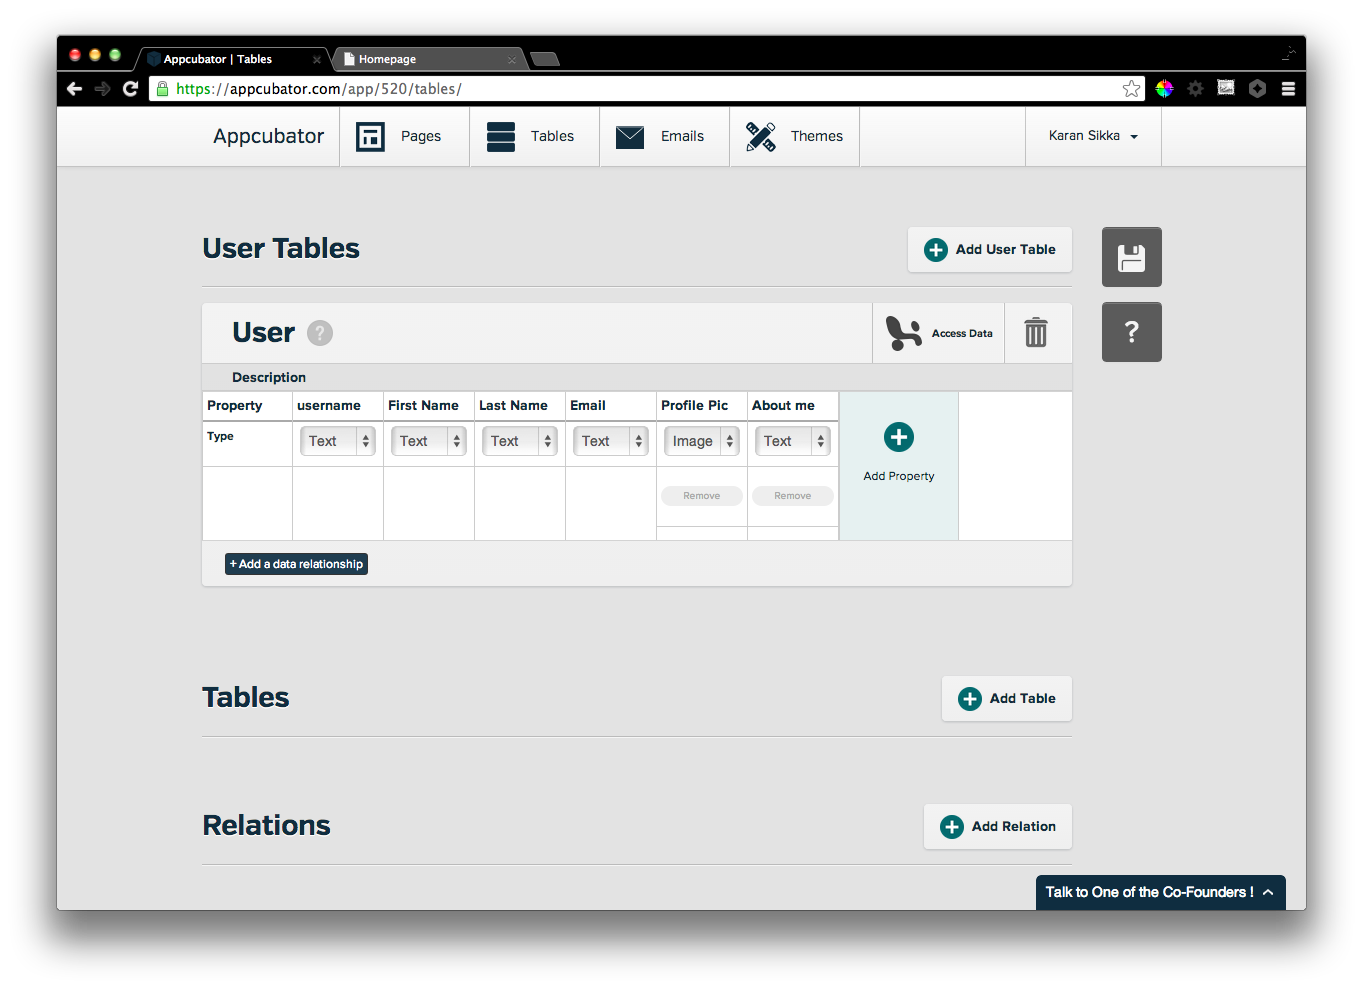 Appcubator | Tables
Homepage
https://appcubator.com/app/520/tables/
Appcubator
Pages
Tables
Emails
Themes
Karan Sikka
User Tables
Add User Table
?
User ?
Access Data
Description
Property username First Name Last Name Email Profile Pic About me
Type Text Text Text Text Image Text
Add Property
Remove Remove
+ Add a data relationship
Tables
Add Table
Relations
Add Relation
Talk to One of the Co-Founders !